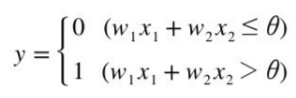 y = { 0 (w₁x₁ + w₂x₂ ≤ θ)
1 (w₁x₁ + w₂x₂ > θ)